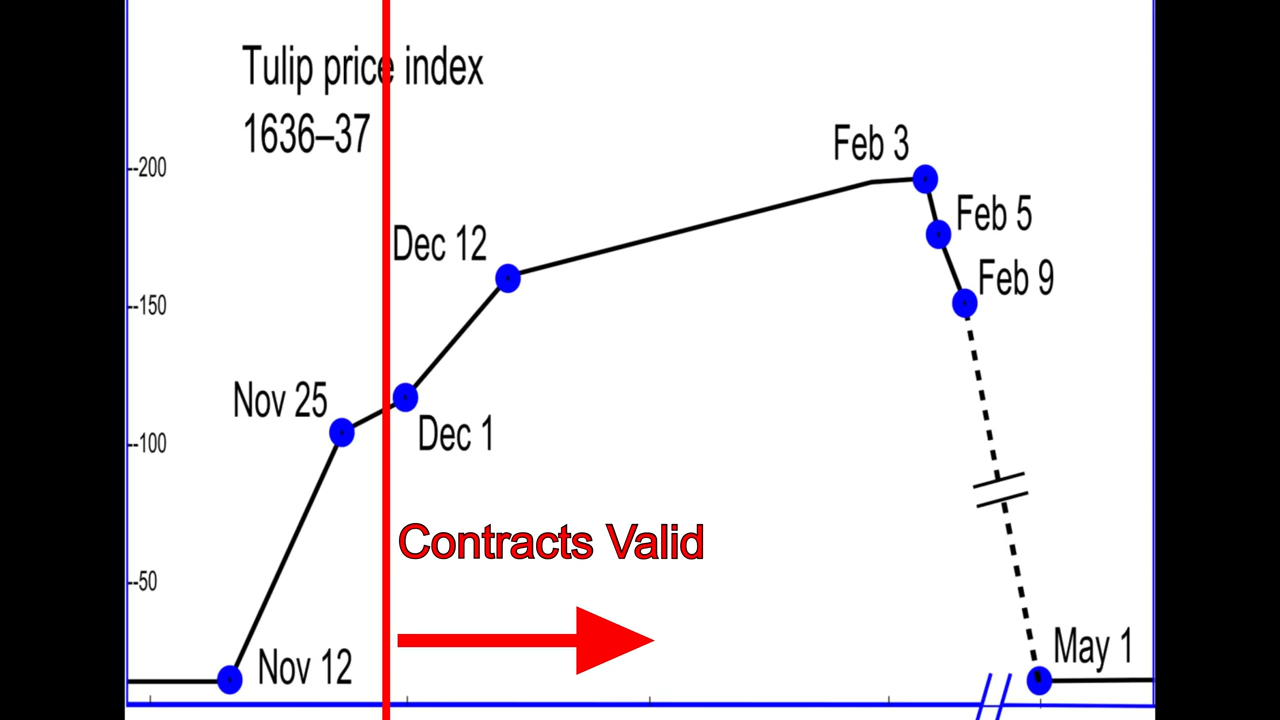 Tulip price index
1636–37
--200
Feb 3
Feb 5
Dec 12
Feb 9
--150
Nov 25
Dec 1
--100
Contracts Valid
--50
Nov 12
May 1